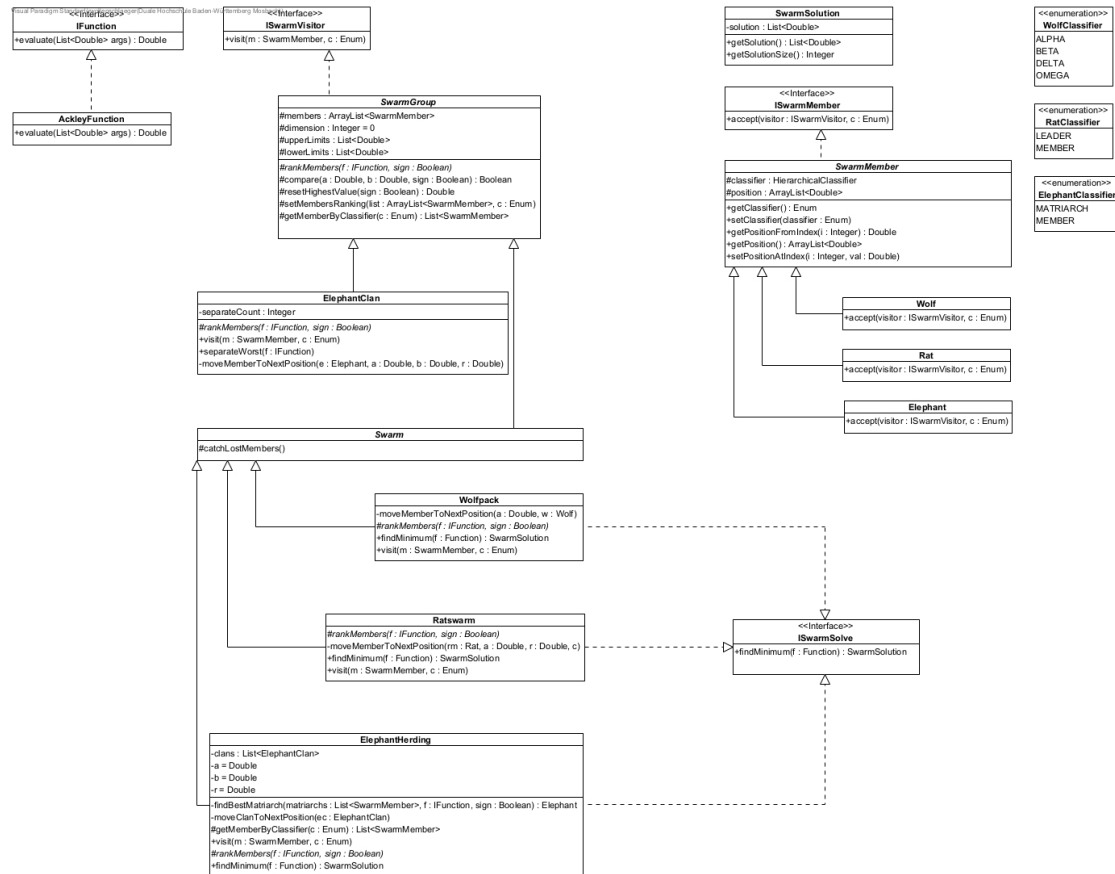 Visual Paradigm Standard(
Duale Hochschule Baden-Württemberg Mosbach
<<Interface>>
IFunction
+evaluate(List<Double> args) : Double
AckleyFunction
+evaluate(List<Double> args) : Double
<<Interface>>
ISwarmVisitor
+visit(m : SwarmMember, c : Enum)
SwarmGroup
#members : ArrayList<SwarmMember>
#dimension : Integer = 0
#upperLimits : List<Double>
#lowerLimits : List<Double>
#rankMembers(f : IFunction, sign : Boolean)
#compare(a : Double, b : Double, sign : Boolean) : Boolean
#resetHighestValue(sign : Boolean) : Double
#setMembersRanking(list : ArrayList<SwarmMember>, c : Enum)
#getMemberByClassifier(c : Enum) : List<SwarmMember>
ElephantClan
-separateCount : Integer
#rankMembers(f : IFunction, sign : Boolean)
+visit(m : SwarmMember, c : Enum)
+separateWorst(f : IFunction)
-moveMemberToNextPosition(e : Elephant, a : Double, b : Double, r : Double)
Swarm
#catchLostMembers()
Wolfpack
-moveMemberToNextPosition(a : Double, w : Wolf)
#rankMembers(f : IFunction, sign : Boolean)
+findMinimum(f : Function) : SwarmSolution
+visit(m : SwarmMember, c : Enum)
Ratswarm
#rankMembers(f : IFunction, sign : Boolean)
-moveMemberToNextPosition(rm : Rat, a : Double, r : Double, c)
+findMinimum(f : Function) : SwarmSolution
+visit(m : SwarmMember, c : Enum)
ElephantHerding
-clans : List<ElephantClan>
-a = Double
-b = Double
-r = Double
-findBestMatriarch(matriarchs : List<SwarmMember>, f : IFunction, sign : Boolean) : Elephant
-moveClanToNextPosition(ec : ElephantClan)
#getMemberByClassifier(c : Enum) : List<SwarmMember>
+visit(m : SwarmMember, c : Enum)
#rankMembers(f : IFunction, sign : Boolean)
+findMinimum(f : Function) : SwarmSolution
SwarmSolution
-solution : List<Double>
+getSolution() : List<Double>
+getSolutionSize() : Integer
<<Interface>>
ISwarmMember
+accept(visitor : ISwarmVisitor, c : Enum)
SwarmMember
#classifier : HierarchicalClassifier
#position : ArrayList<Double>
+getClassifier() : Enum
+setClassifier(classifier : Enum)
+getPositionFromIndex(i : Integer) : Double
+getPosition() : ArrayList<Double>
+setPositionAtIndex(i : Integer, val : Double)
Wolf
+accept(visitor : ISwarmVisitor, c : Enum)
Rat
+accept(visitor : ISwarmVisitor, c : Enum)
Elephant
+accept(visitor : ISwarmVisitor, c : Enum)
<<Interface>>
ISwarmSolve
+findMinimum(f : Function) : SwarmSolution
<<enumeration>>
WolfClassifier
ALPHA
BETA
DELTA
OMEGA
<<enumeration>>
RatClassifier
LEADER
MEMBER
<<enumeration>>
ElephantClassifier
MATRIARCH
MEMBER